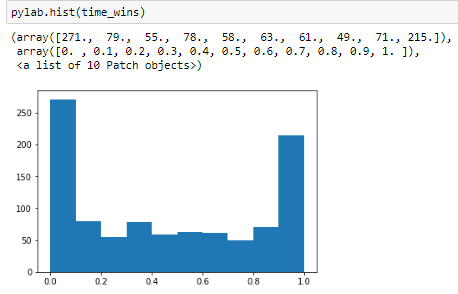 pylab.hist(time_wins)
(array([271., 79., 55., 78., 58., 63., 61., 49., 71., 215.]),
array([0. , 0.1, 0.2, 0.3, 0.4, 0.5, 0.6, 0.7, 0.8, 0.9, 1. ]),
<a list of 10 Patch objects>)
250
200
150
100
50
0
0.0 0.2 0.4 0.6 0.8 1.0